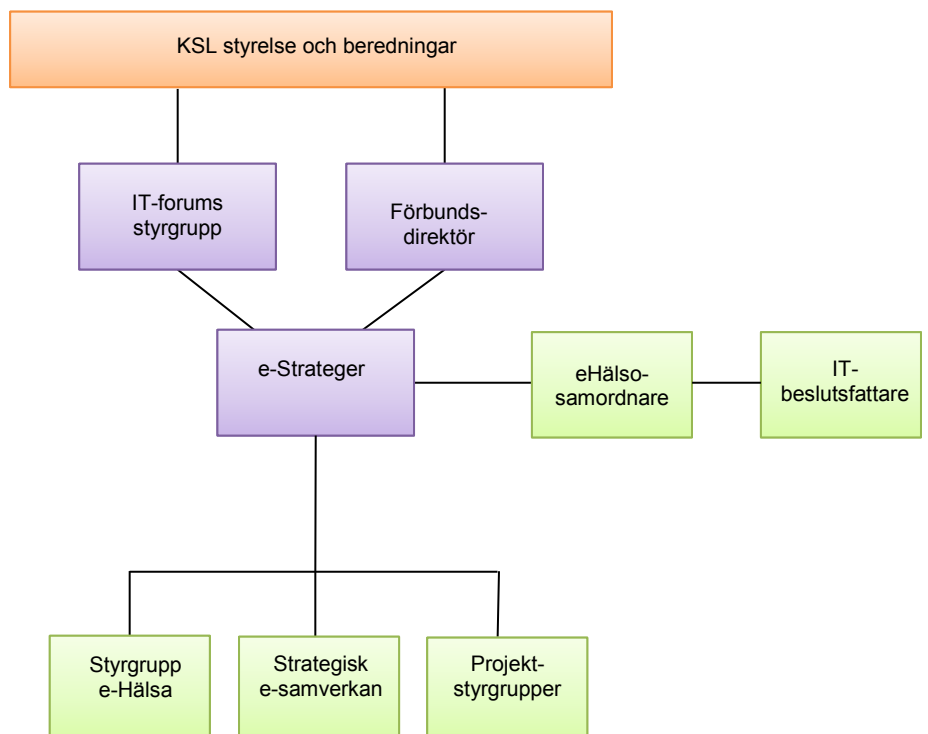 KSL styrelse och beredningar
IT-forums
styrgrupp
Förbunds-
direktör
e-Strateger
eHälso-
samordnare
IT-
beslutsfattare
Styrgrupp
e-Hälsa
Strategisk
e-samverkan
Projekt-
styrgrupper